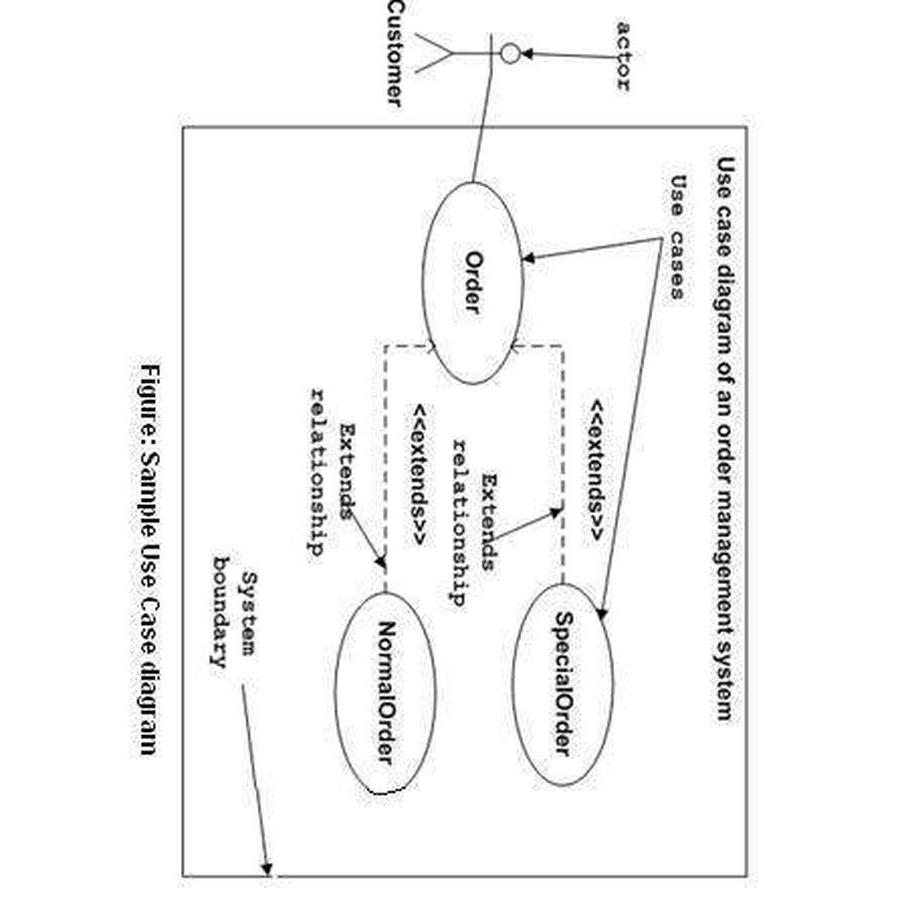 Use case diagram of an order management system
actor
Use cases
<<extends>>
SpecialOrder
Extends
relationship
Order
<<extends>>
Customer
NormalOrder
Extends
relationship
System
boundary
Figure: Sample Use Case diagram